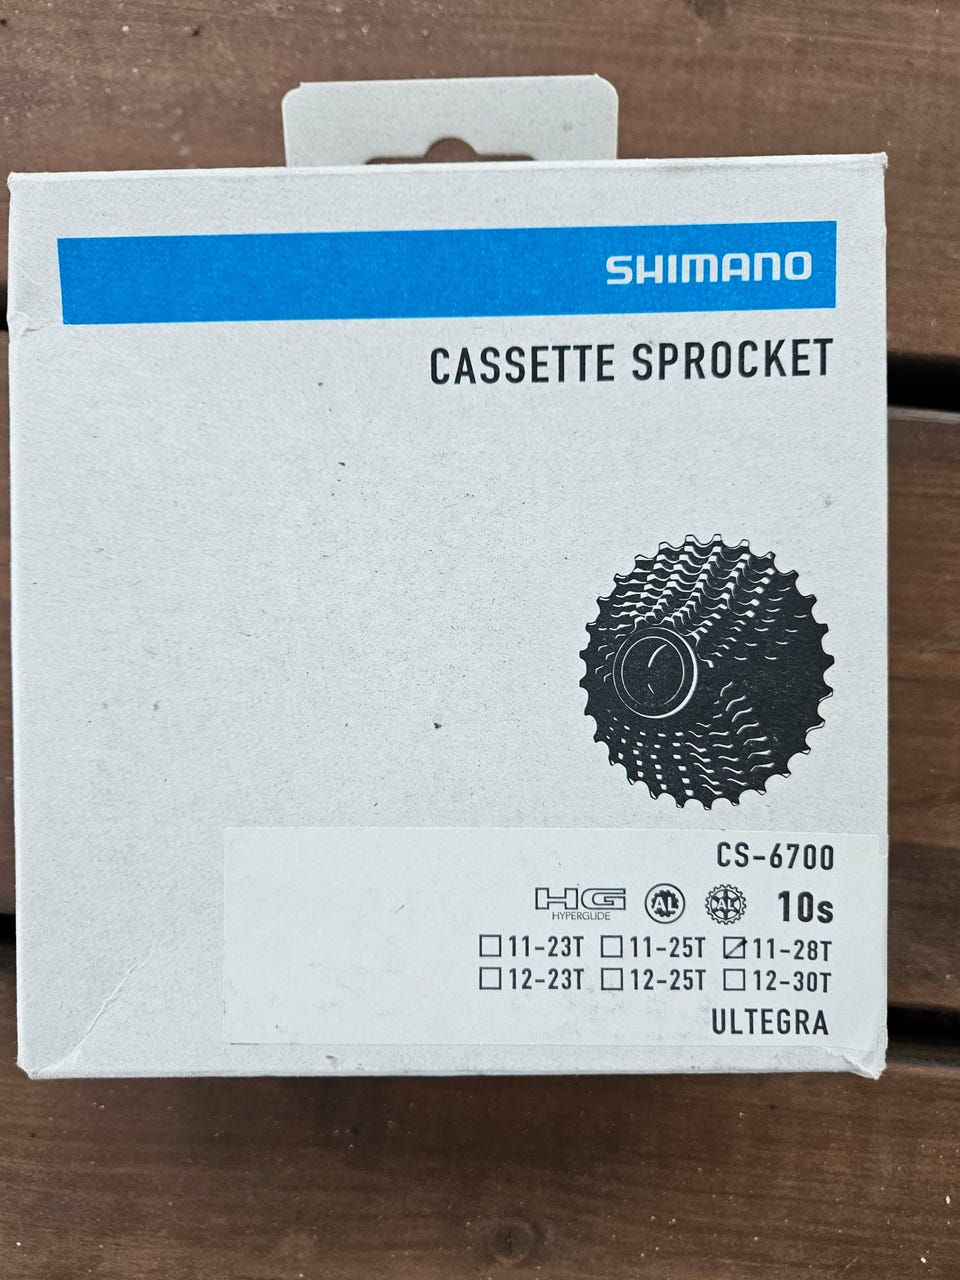 SHIMANO
CASSETTE SPROCKET
CS-6700
HG HYPERGLIDE AL AL 10s
☐ 11-23T ☐ 11-25T ☑ 11-28T
☐ 12-23T ☐ 12-25T ☐ 12-30T
ULTEGRA